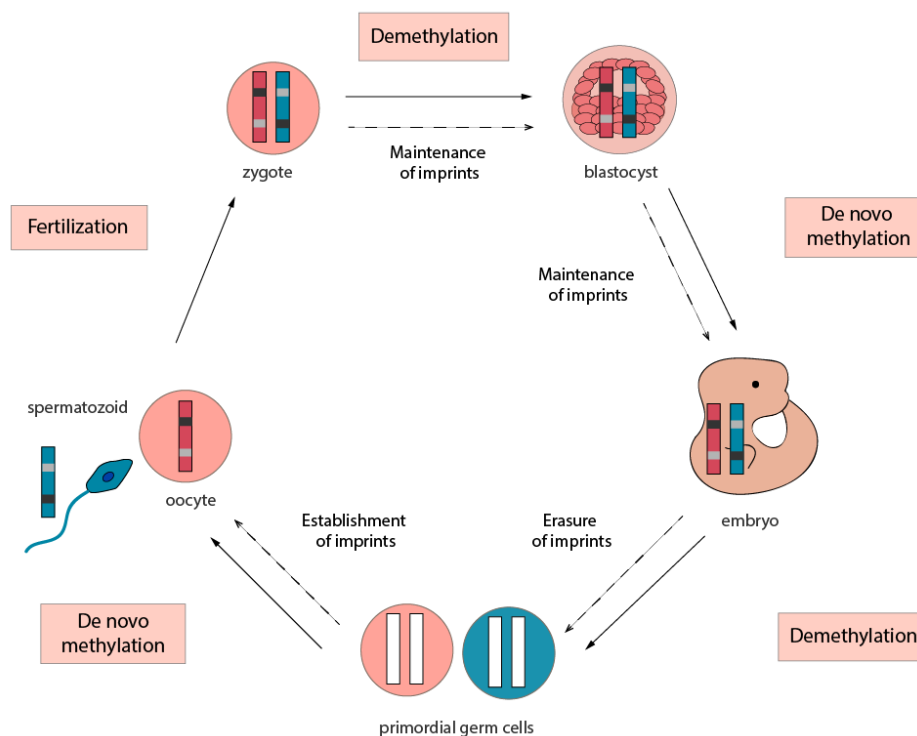 Demethylation
zygote
Maintenance
of imprints
blastocyst
Fertilization
De novo
methylation
Maintenance
of imprints
spermatozoid
oocyte
embryo
Establishment
of imprints
Erasure
of imprints
De novo
methylation
Demethylation
primordial germ cells